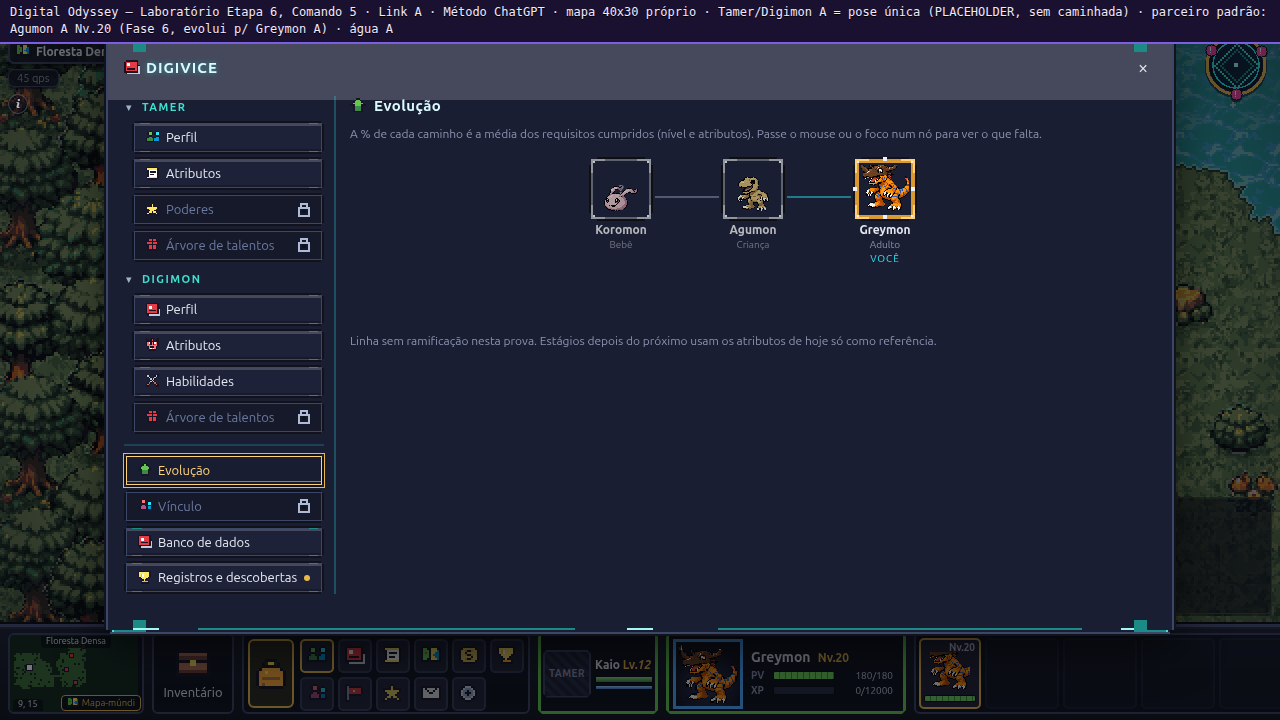 Digital Odyssey — Laboratório Etapa 6, Comando 5 · Link A · Método ChatGPT · mapa 40x30 próprio · Tamer/Digimon A = pose única (PLACEHOLDER, sem caminhada) · parceiro padrão:
Agumon A Nv.20 (Fase 6, evolui p/ Greymon A) · água A
Floresta Den
45 qps
i
DIGIVICE
×
▼ TAMER
Perfil
Atributos
Poderes
Árvore de talentos
▼ DIGIMON
Perfil
Atributos
Habilidades
Árvore de talentos
Evolução
Vínculo
Banco de dados
Registros e descobertas
Evolução
A % de cada caminho é a média dos requisitos cumpridos (nível e atributos). Passe o mouse ou o foco num nó para ver o que falta.
Koromon
Bebê
Agumon
Criança
Greymon
Adulto
VOCÊ
Linha sem ramificação nesta prova. Estágios depois do próximo usam os atributos de hoje só como referência.
Floresta Densa
9, 15
Mapa-múndi
Inventário
TAMER
Kaio Lv.12
Greymon Nv.20
PV 180/180
XP 0/12000
Nv.20